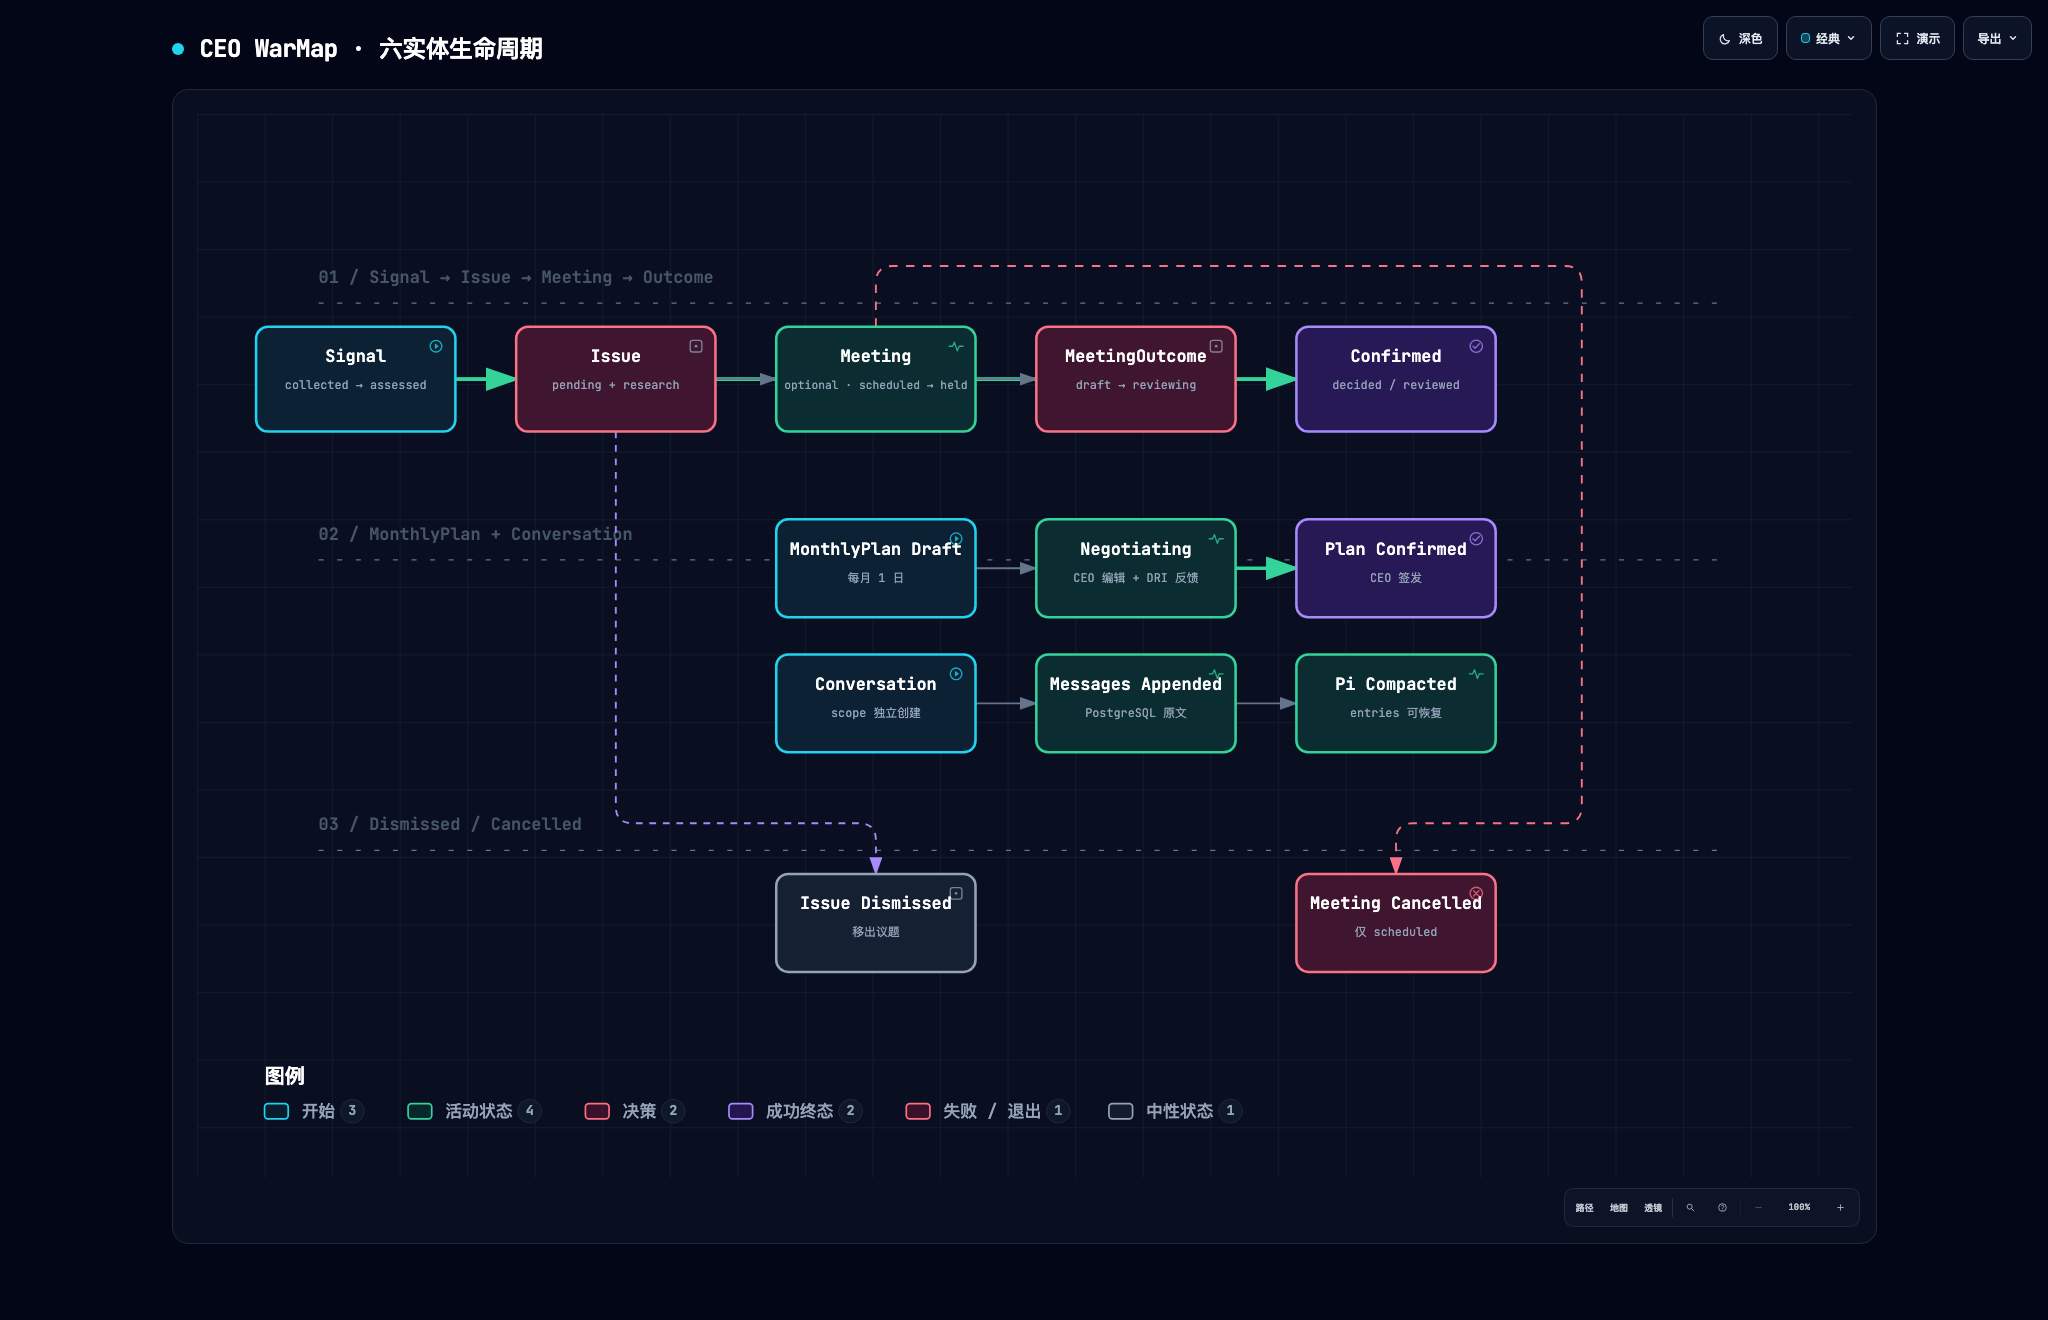 CEO WarMap · 六实体生命周期
深色
经典
演示
导出
01 / Signal → Issue → Meeting → Outcome
Signal
collected → assessed
Issue
pending + research
Meeting
optional · scheduled → held
MeetingOutcome
draft → reviewing
Confirmed
decided / reviewed
02 / MonthlyPlan + Conversation
MonthlyPlan Draft
每月 1 日
Negotiating
CEO 编辑 + DRI 反馈
Plan Confirmed
CEO 签发
Conversation
scope 独立创建
Messages Appended
PostgreSQL 原文
Pi Compacted
entries 可恢复
03 / Dismissed / Cancelled
Issue Dismissed
移出议题
Meeting Cancelled
仅 scheduled
图例
开始 3
活动状态 4
决策 2
成功终态 2
失败 / 退出 1
中性状态 1
路径
地图
透镜
100%